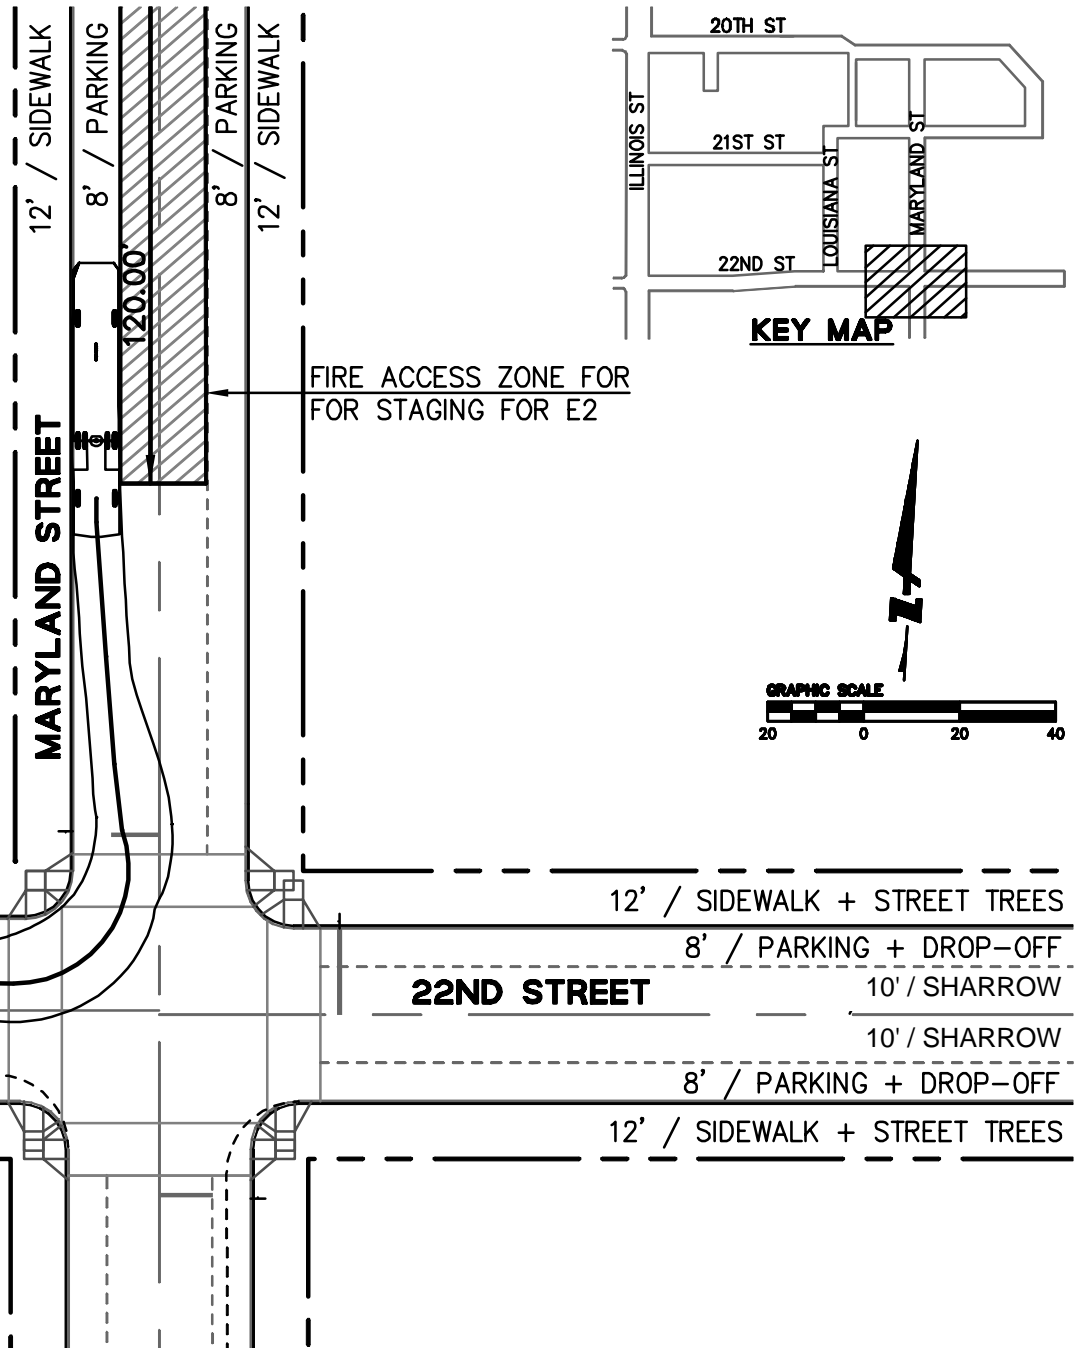 12' / SIDEWALK
8' / PARKING
8' / PARKING
12' / SIDEWALK
120.00'
20TH ST
ILLINOIS ST
21ST ST
LOUISIANA ST
MARYLAND ST
22ND ST
KEY MAP
FIRE ACCESS ZONE FOR
FOR STAGING FOR E2
MARYLAND STREET
N
GRAPHIC SCALE
20 0 20 40
12' / SIDEWALK + STREET TREES
8' / PARKING + DROP-OFF
22ND STREET
10' / SHARROW
10' / SHARROW
8' / PARKING + DROP-OFF
12' / SIDEWALK + STREET TREES